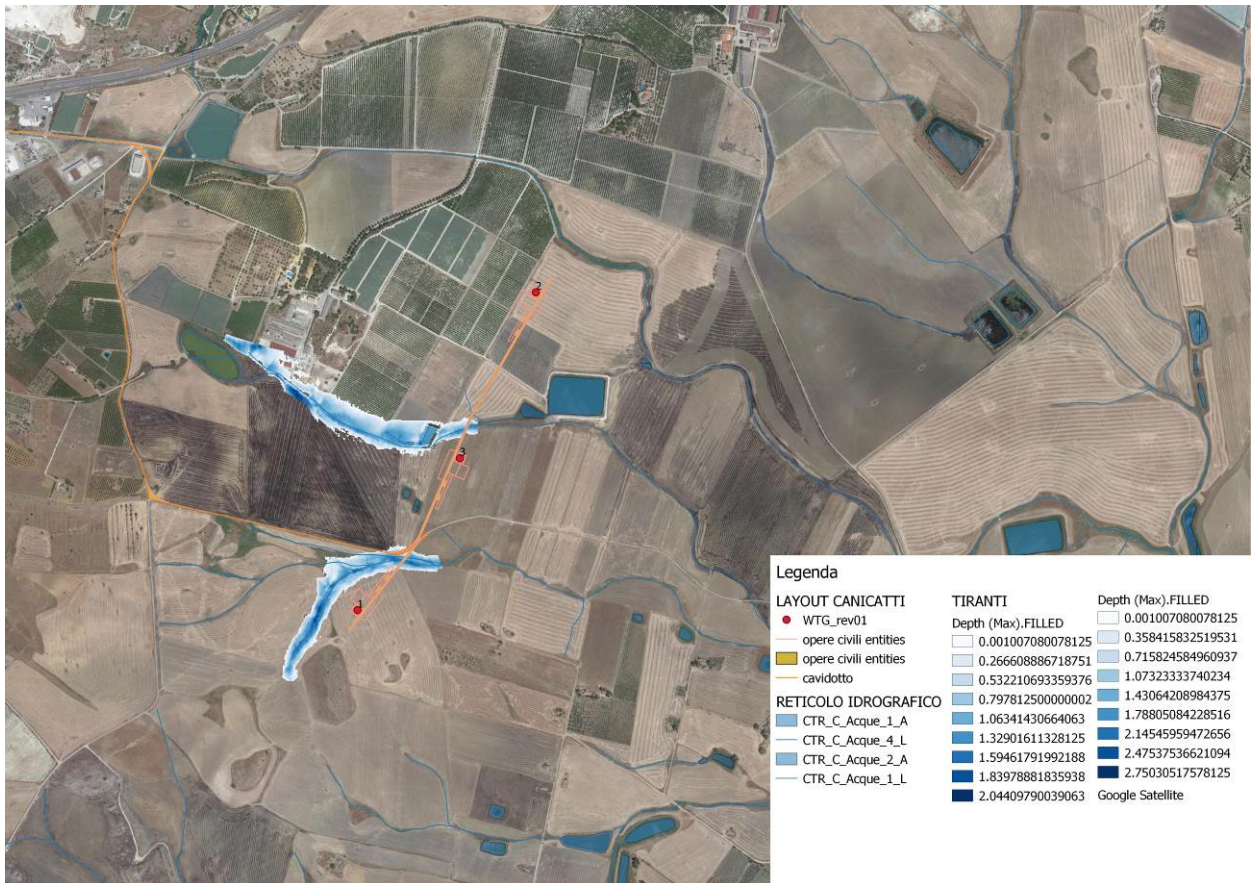 2
3
1
Legenda
LAYOUT CANICATTI
WTG_rev01
opere civili entities
opere civili entities
cavidotto
RETICOLO IDROGRAFICO
CTR_C_Acque_1_A
CTR_C_Acque_4_L
CTR_C_Acque_2_A
CTR_C_Acque_1_L
TIRANTI
Depth (Max).FILLED
0.001007080078125
0.266608886718751
0.532210693359376
0.797812500000002
1.06341430664063
1.32901611328125
1.59461791992188
1.83978881835938
2.04409790039063
Depth (Max).FILLED
0.001007080078125
0.358415832519531
0.715824584960937
1.07323333740234
1.43064208984375
1.78805084228516
2.14545959472656
2.47537536621094
2.75030517578125
Google Satellite